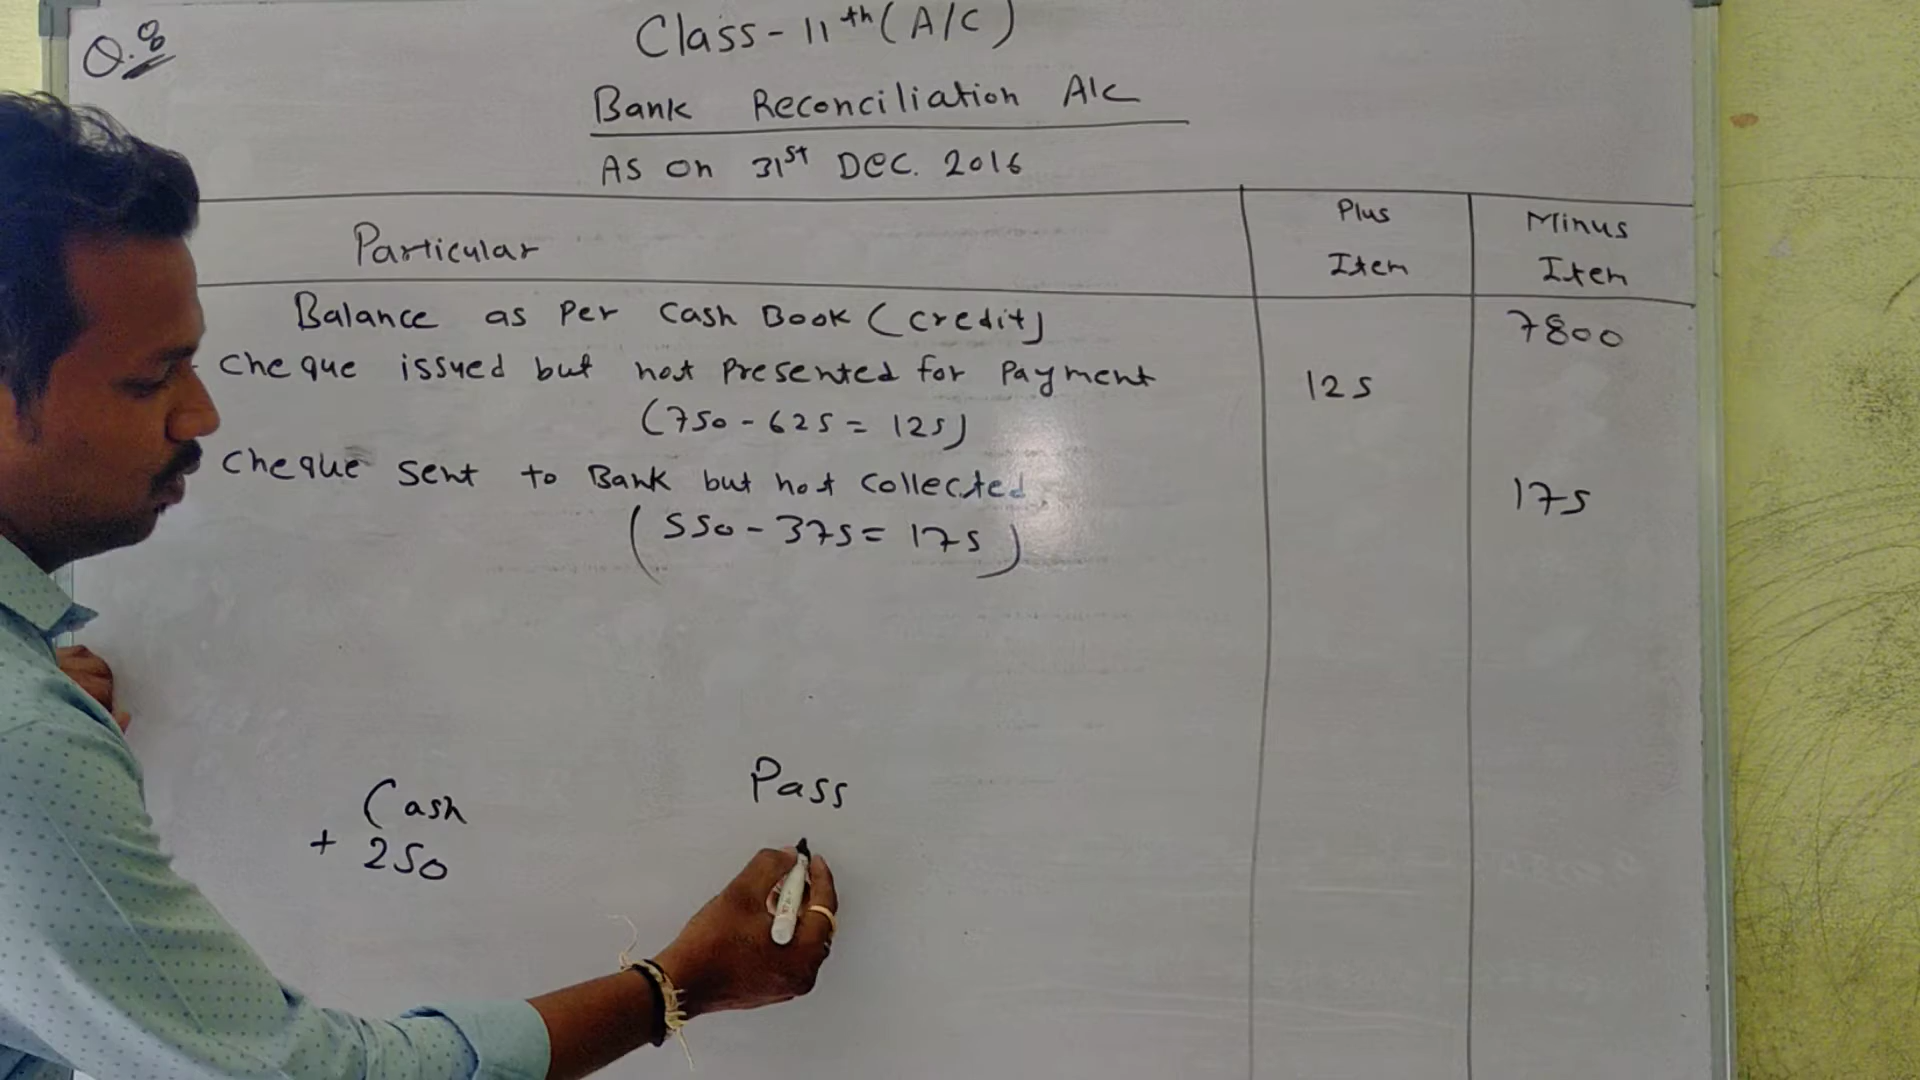 Q.8
Class-11th (A/C)
Bank Reconciliation A/c
As on 31st Dec. 2016
Particular
Plus Item
Minus Item
Balance as Per Cash Book (credit) 7800
Cheque issued but not Presented for Payment 125
(750 - 625 = 125)
Cheque sent to Bank but not collected. 175
(550 - 375 = 175)
Cash Pass
+ 250